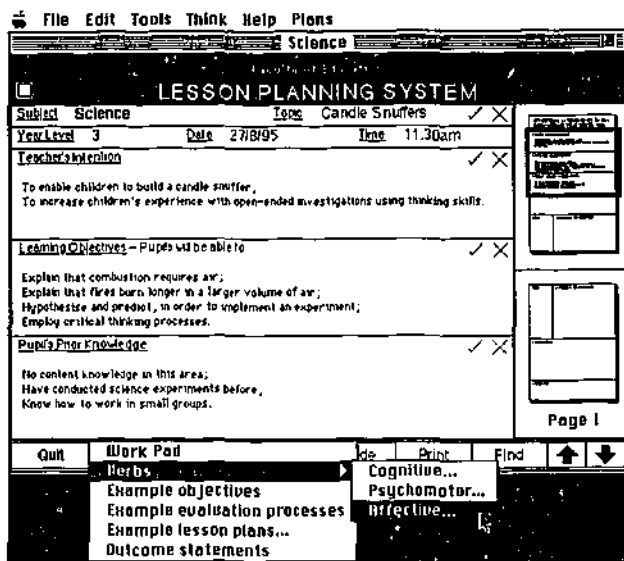 File Edit Tools Think Help Plans
Science
LESSON PLANNING SYSTEM
Subject Science Topic Candle Snuffers
Year Level 3 Date 27/8/95 Time 11.30am
Teacher's Intention
To enable children to build a candle snuffer,
To increase children's experience with open-ended investigations using thinking skills.
Learning Objectives – Pupils will be able to
Explain that combustion requires air;
Explain that fires burn longer in a larger volume of air;
Hypothesise and predict, in order to implement an experiment;
Employ critical thinking processes.
Pupil's Prior Knowledge
No content knowledge in this area;
Have conducted science experiments before,
Know how to work in small groups.
Page 1
Quit Work Pad de Print Find
Verbs Cognitive...
Example objectives Psychomotor...
Example evaluation processes Affective...
Example lesson plans...
Outcome statements